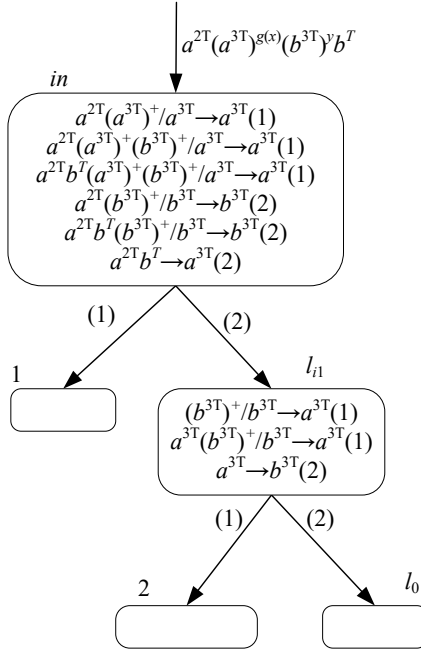 a^{2T}(a^{3T})^{g(x)}(b^{3T})^y b^T
in
a^{2T}(a^{3T})^+/a^{3T}→a^{3T}(1)
a^{2T}(a^{3T})^+(b^{3T})^+/a^{3T}→a^{3T}(1)
a^{2T}b^T(a^{3T})^+(b^{3T})^+/a^{3T}→a^{3T}(1)
a^{2T}(b^{3T})^+/b^{3T}→b^{3T}(2)
a^{2T}b^T(b^{3T})^+/b^{3T}→b^{3T}(2)
a^{2T}b^T→a^{3T}(2)
(1) (2)
1 l_{i1}
(b^{3T})^+/b^{3T}→a^{3T}(1)
a^{3T}(b^{3T})^+/b^{3T}→a^{3T}(1)
a^{3T}→b^{3T}(2)
(1) (2)
2 l_0